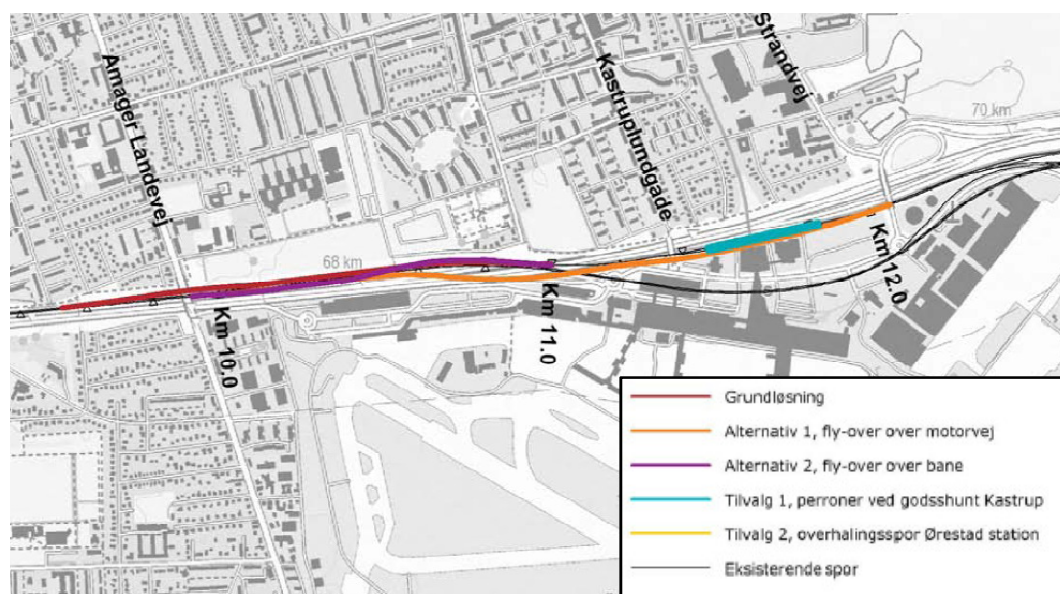 Amager Landevej
Kastruplundgade
Strandvej
70 km
68 km
Km 10.0
Km 11.0
Km 12.0
Grundløsning
Alternativ 1, fly-over over motorvej
Alternativ 2, fly-over over bane
Tilvalg 1, perroner ved godsshunt Kastrup
Tilvalg 2, overhalingsspor Ørestad station
Eksisterende spor